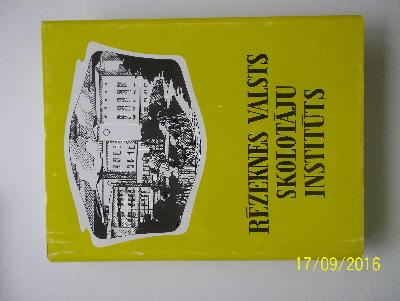 RĒZEKNES VALSTS
SKOLOTĀJU
INSTITŪTS
17/09/2016